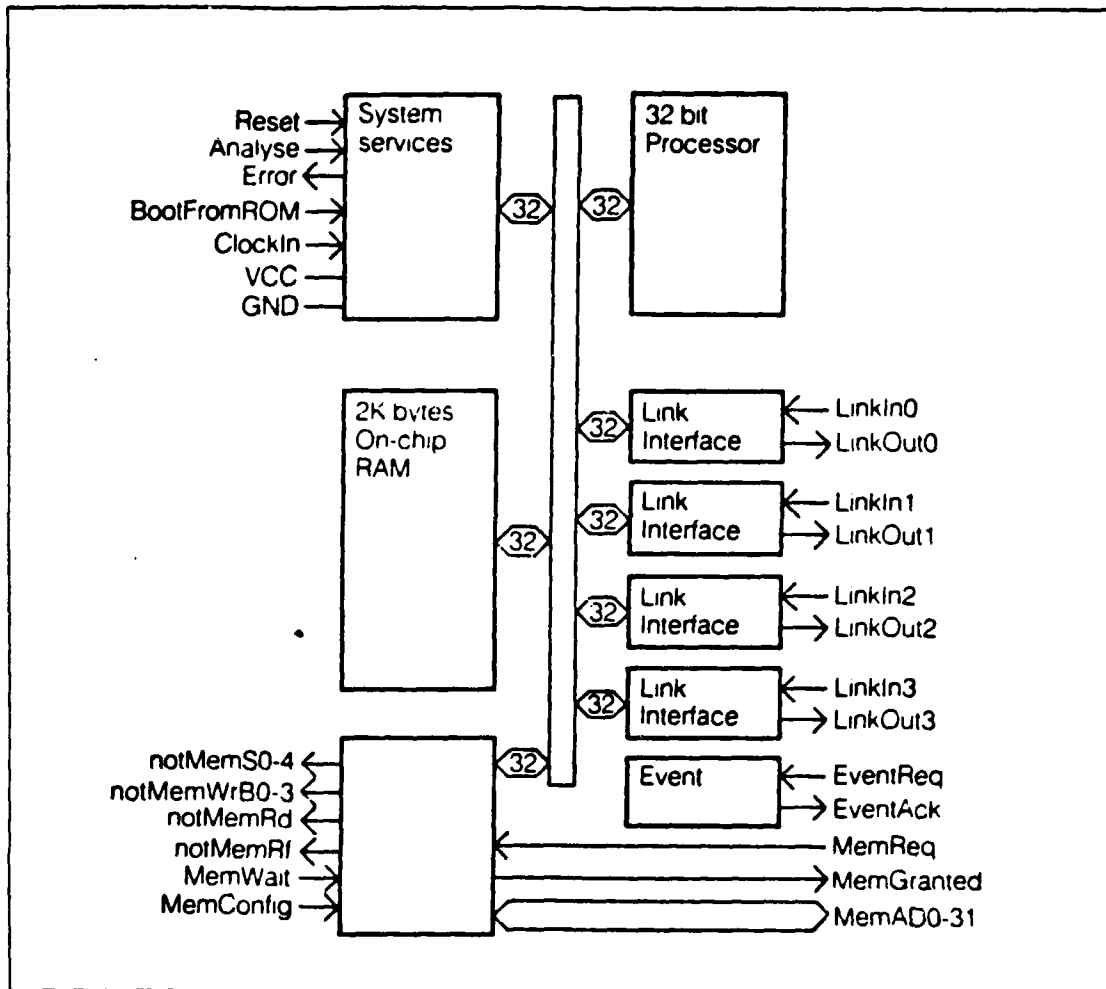 Reset
Analyse
Error
BootFromROM
ClockIn
VCC
GND
System
services
32
32
32 bit
Processor
2K bytes
On-chip
RAM
32
32
Link
Interface
LinkIn0
LinkOut0
32
Link
Interface
LinkIn1
LinkOut1
32
Link
Interface
LinkIn2
LinkOut2
32
Link
Interface
LinkIn3
LinkOut3
notMemS0-4
notMemWrB0-3
notMemRd
notMemRf
MemWait
MemConfig
32
Event
EventReq
EventAck
MemReq
MemGranted
MemAD0-31